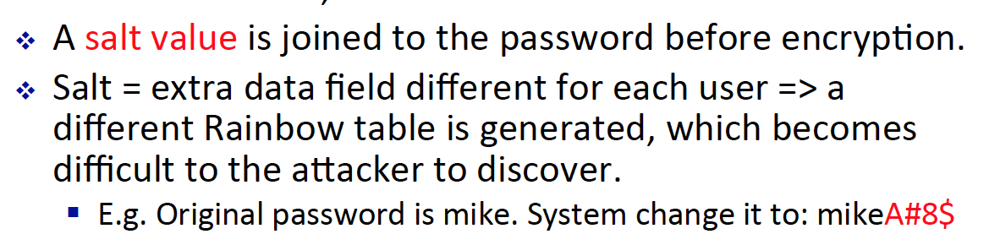 ❖ A salt value is joined to the password before encryption.
❖ Salt = extra data field different for each user => a
different Rainbow table is generated, which becomes
difficult to the attacker to discover.
▪ E.g. Original password is mike. System change it to: mikeA#8$